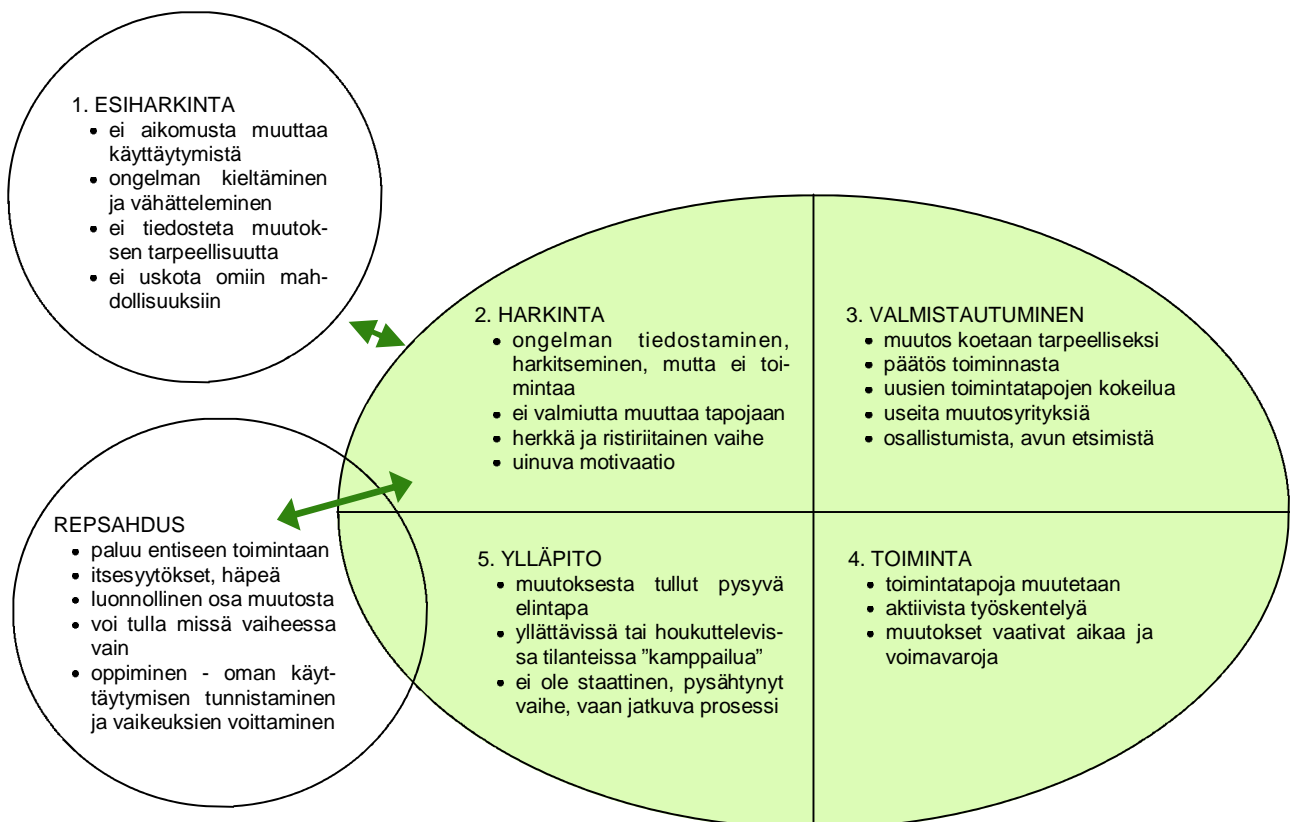 1. ESIHARKINTA
• ei aikomusta muuttaa
käyttäytymistä
• ongelman kieltäminen
ja vähätteleminen
• ei tiedosteta muutok-
sen tarpeellisuutta
• ei uskota omiin mah-
dollisuuksiin
2. HARKINTA
• ongelman tiedostaminen,
harkitseminen, mutta ei toi-
mintaa
• ei valmiutta muuttaa tapojaan
• herkkä ja ristiriitainen vaihe
• uinuva motivaatio
3. VALMISTAUTUMINEN
• muutos koetaan tarpeelliseksi
• päätös toiminnasta
• uusien toimintatapojen kokeilua
• useita muutosyrityksiä
• osallistumista, avun etsimistä
REPSAHDUS
• paluu entiseen toimintaan
• itsesyytökset, häpeä
• luonnollinen osa muutosta
• voi tulla missä vaiheessa
vain
• oppiminen - oman käyt-
täytymisen tunnistaminen
ja vaikeuksien voittaminen
5. YLLÄPITO
• muutoksesta tullut pysyvä
elintapa
• yllättävissä tai houkuttelevis-
sa tilanteissa ”kamppailua”
• ei ole staattinen, pysähtynyt
vaihe, vaan jatkuva prosessi
4. TOIMINTA
• toimintatapoja muutetaan
• aktiivista työskentelyä
• muutokset vaativat aikaa ja
voimavaroja